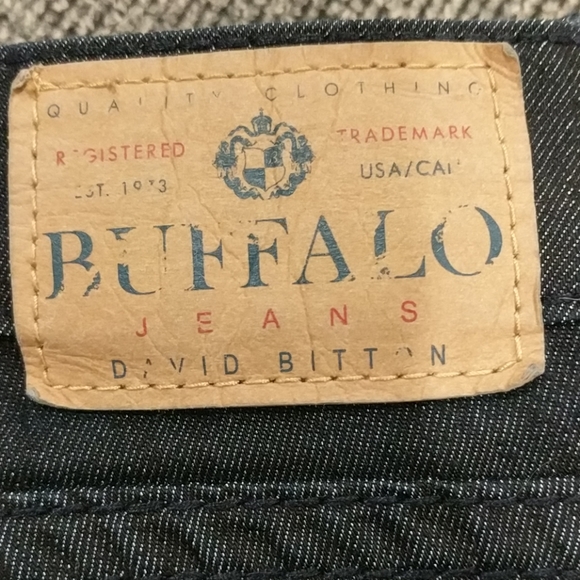 QUALITY CLOTHING
REGISTERED TRADEMARK
EST. 1973 USA/CAN
BUFFALO
JEANS
DAVID BITTON